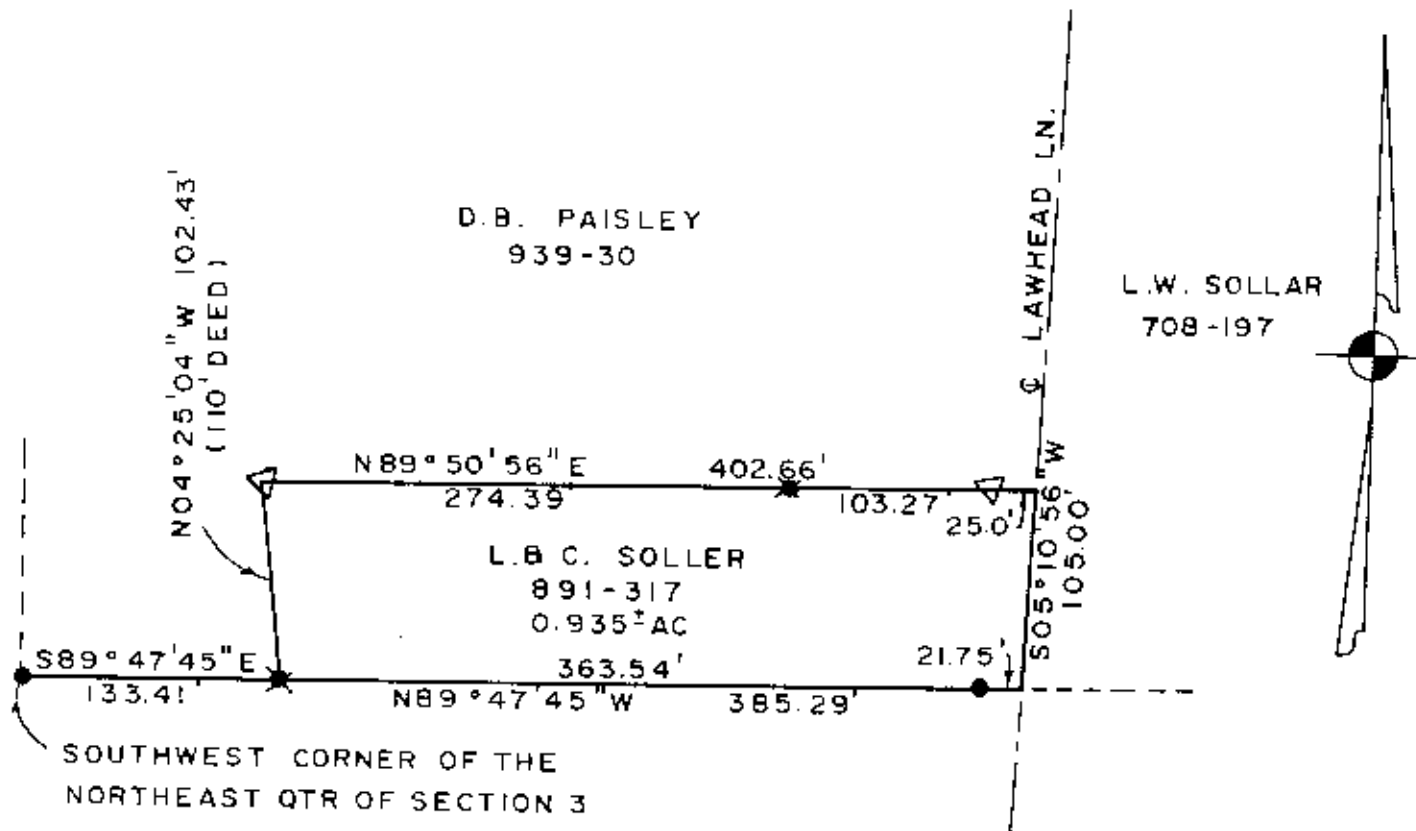 D.B. PAISLEY
939-30
℄ LAWHEAD LN.
L.W. SOLLAR
708-197
N04°25'04"W 102.43'
(110' DEED)
N89°50'56"E 402.66'
274.39' 103.27' 25.0'
S05°10'56"W
105.00'
L.& C. SOLLER
891-317
0.935± AC
S89°47'45"E 363.54' 21.75'
133.41' N89°47'45"W 385.29'
SOUTHWEST CORNER OF THE
NORTHEAST QTR OF SECTION 3